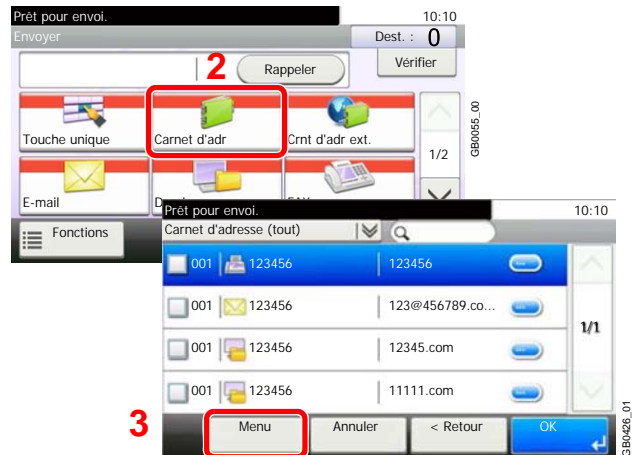 Prêt pour envoi. 10:10
Envoyer Dest. : 0
2 Rappeler Vérifier
Touche unique Carnet d'adr Crnt d'adr ext.
1/2
GB0055_00
E-mail
Fonctions
Prêt pour envoi. 10:10
Carnet d'adresse (tout)
001 123456 123456
001 123456 123@456789.co...
1/1
001 123456 12345.com
001 123456 11111.com
3 Menu Annuler < Retour OK
GB0426_01